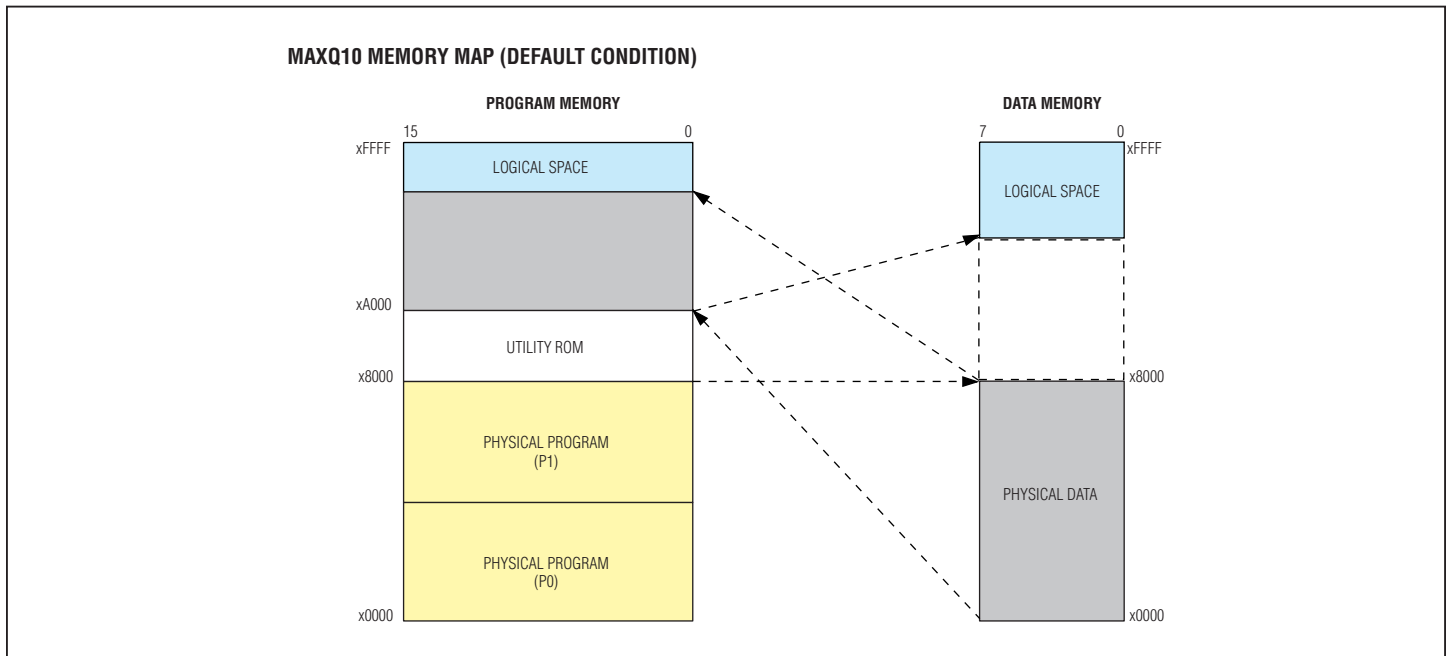 MAXQ10 MEMORY MAP (DEFAULT CONDITION)
PROGRAM MEMORY
15
0
xFFFF
LOGICAL SPACE
xA000
UTILITY ROM
x8000
PHYSICAL PROGRAM
(P1)
PHYSICAL PROGRAM
(P0)
x0000
DATA MEMORY
7
0
xFFFF
LOGICAL SPACE
x8000
PHYSICAL DATA
x0000